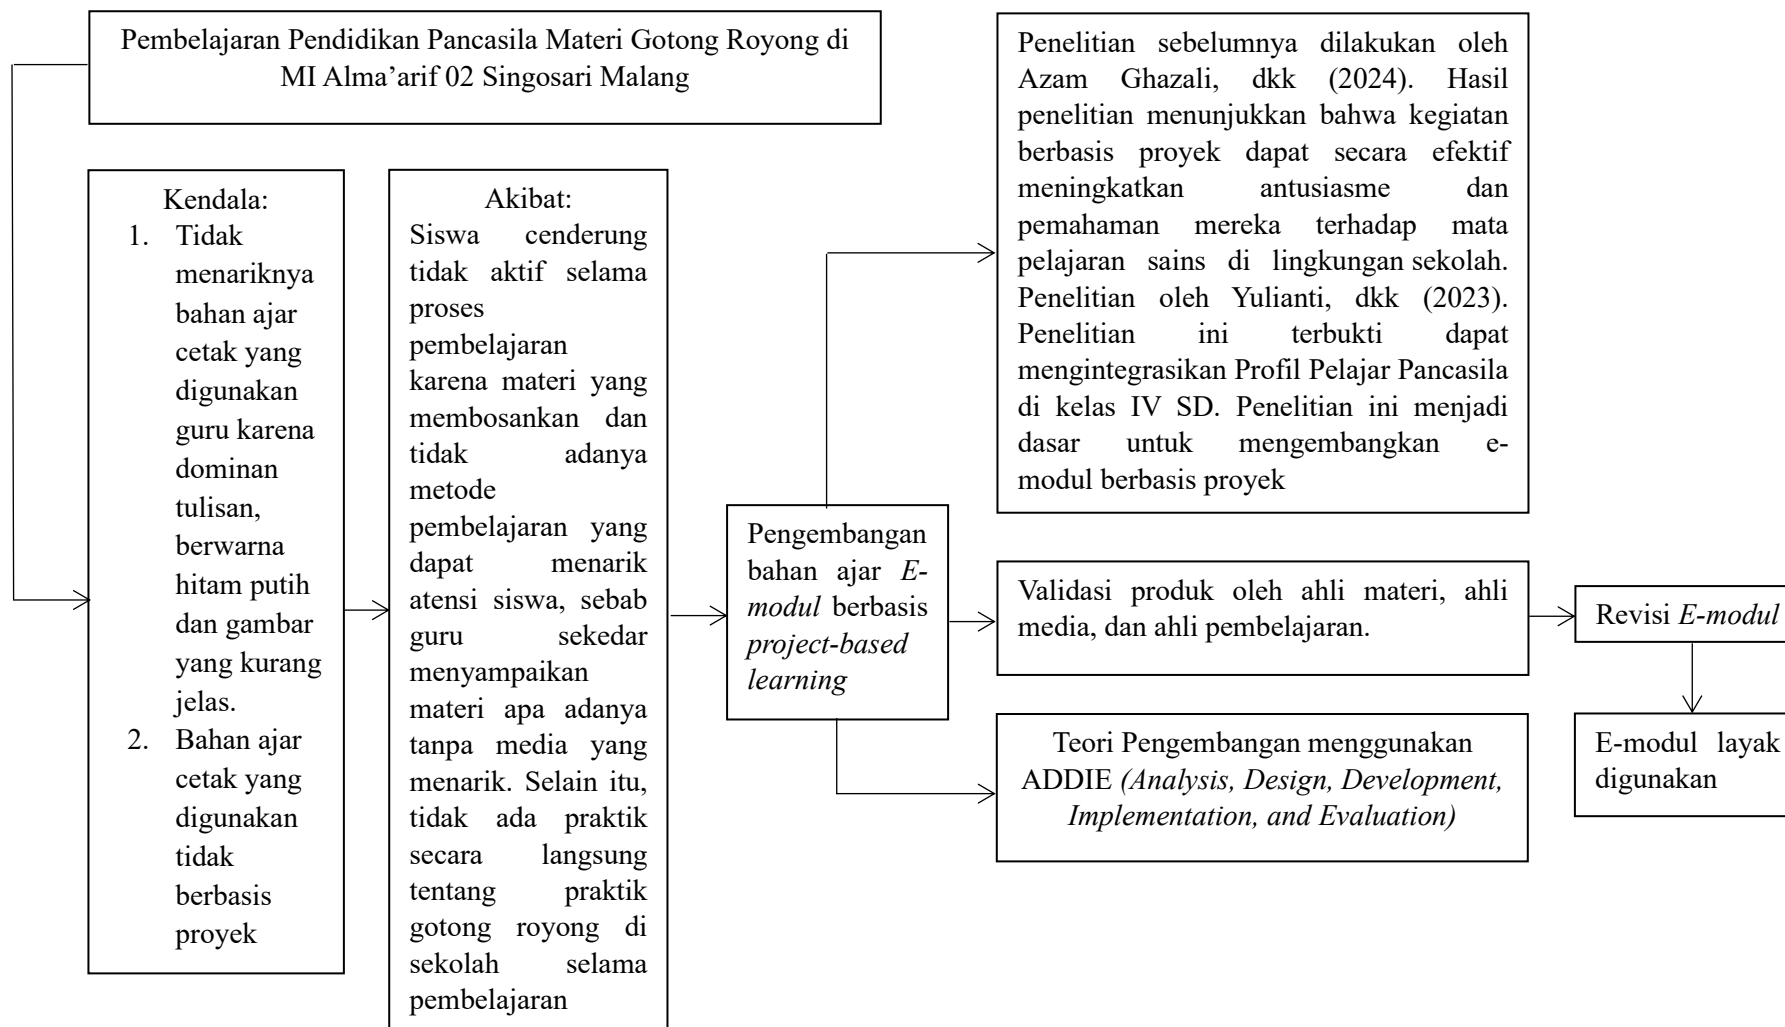 Pembelajaran Pendidikan Pancasila Materi Gotong Royong di
MI Alma’arif 02 Singosari Malang
Kendala:
1. Tidak
menariknya
bahan ajar
cetak yang
digunakan
guru karena
dominan
tulisan,
berwarna
hitam putih
dan gambar
yang kurang
jelas.
2. Bahan ajar
cetak yang
digunakan
tidak
berbasis
proyek
Akibat:
Siswa cenderung
tidak aktif selama
proses
pembelajaran
karena materi yang
membosankan dan
tidak adanya
metode
pembelajaran yang
dapat menarik
atensi siswa, sebab
guru sekedar
menyampaikan
materi apa adanya
tanpa media yang
menarik. Selain itu,
tidak ada praktik
secara langsung
tentang praktik
gotong royong di
sekolah selama
pembelajaran
Pengembangan
bahan ajar E-
modul berbasis
project-based
learning
Penelitian sebelumnya dilakukan oleh
Azam Ghazali, dkk (2024). Hasil
penelitian menunjukkan bahwa kegiatan
berbasis proyek dapat secara efektif
meningkatkan antusiasme dan
pemahaman mereka terhadap mata
pelajaran sains di lingkungan sekolah.
Penelitian oleh Yulianti, dkk (2023).
Penelitian ini terbukti dapat
mengintegrasikan Profil Pelajar Pancasila
di kelas IV SD. Penelitian ini menjadi
dasar untuk mengembangkan e-
modul berbasis proyek
Validasi produk oleh ahli materi, ahli
media, dan ahli pembelajaran.
Teori Pengembangan menggunakan
ADDIE (Analysis, Design, Development,
Implementation, and Evaluation)
Revisi E-modul
E-modul layak
digunakan